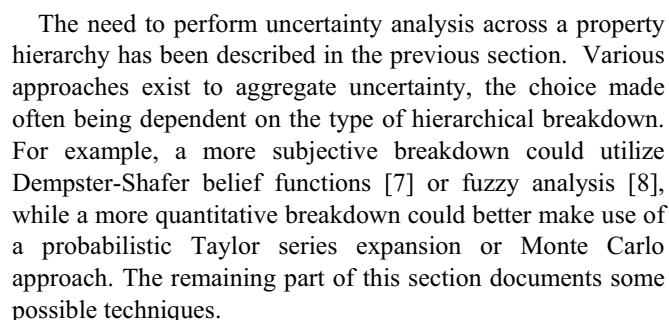 The need to perform uncertainty analysis across a property
hierarchy has been described in the previous section. Various
approaches exist to aggregate uncertainty, the choice made
often being dependent on the type of hierarchical breakdown.
For example, a more subjective breakdown could utilize
Dempster-Shafer belief functions [7] or fuzzy analysis [8],
while a more quantitative breakdown could better make use of
a probabilistic Taylor series expansion or Monte Carlo
approach. The remaining part of this section documents some
possible techniques.